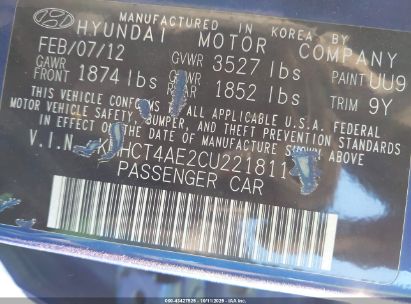 MANUFACTURED IN KOREA BY
HYUNDAI MOTOR COMPANY
FEB/07/12 GVWR 3527 lbs PAINT UU9
GAWR FRONT 1874 lbs 1852 lbs TRIM 9Y
THIS VEHICLE CONFORMS TO ALL APPLICABLE U.S.A. FEDERAL
MOTOR VEHICLE SAFETY, BUMPER, AND THEFT PREVENTION STANDARDS
IN EFFECT ON THE DATE OF MANUFACTURE SHOWN ABOVE
V.I.N. KMHCT4AE2CU221811
PASSENGER CAR